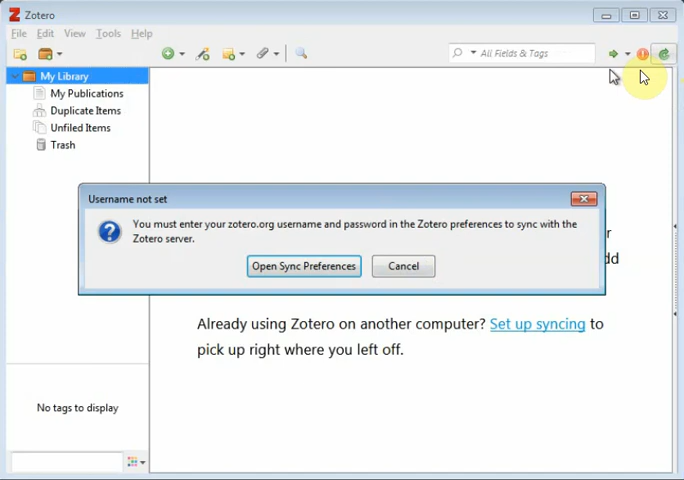 Zotero
File Edit View Tools Help
All Fields & Tags
My Library
My Publications
Duplicate Items
Unfiled Items
Trash
Username not set
You must enter your zotero.org username and password in the Zotero preferences to sync with the
Zotero server.
Open Sync Preferences Cancel
Already using Zotero on another computer? Set up syncing to
pick up right where you left off.
No tags to display